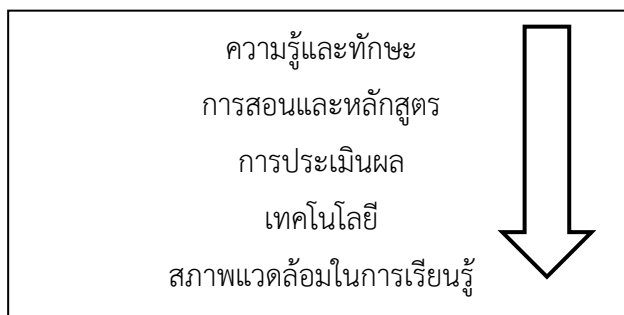 ความรู้และทักษะ
การสอนและหลักสูตร
การประเมินผล
เทคโนโลยี
สภาพแวดล้อมในการเรียนรู้